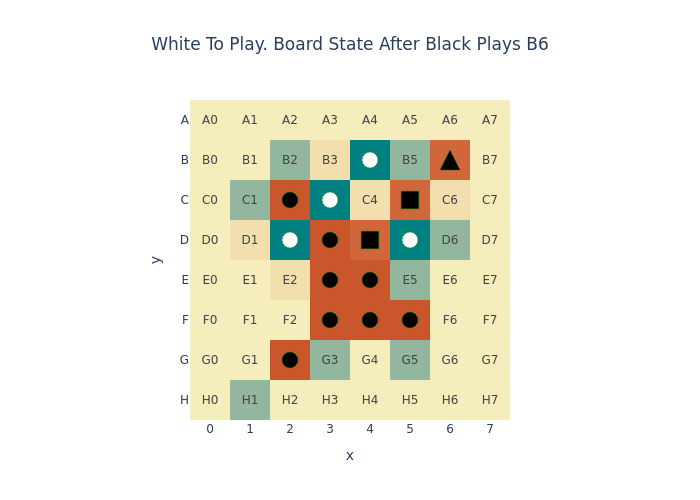 White To Play. Board State After Black Plays B6
A A0 A1 A2 A3 A4 A5 A6 A7
B B0 B1 B2 B3 B5 B7
C C0 C1 C4 C6 C7
y
D D0 D1 D6 D7
E E0 E1 E2 E5 E6 E7
F F0 F1 F2 F6 F7
G G0 G1 G3 G4 G5 G6 G7
H H0 H1 H2 H3 H4 H5 H6 H7
0 1 2 3 4 5 6 7
x